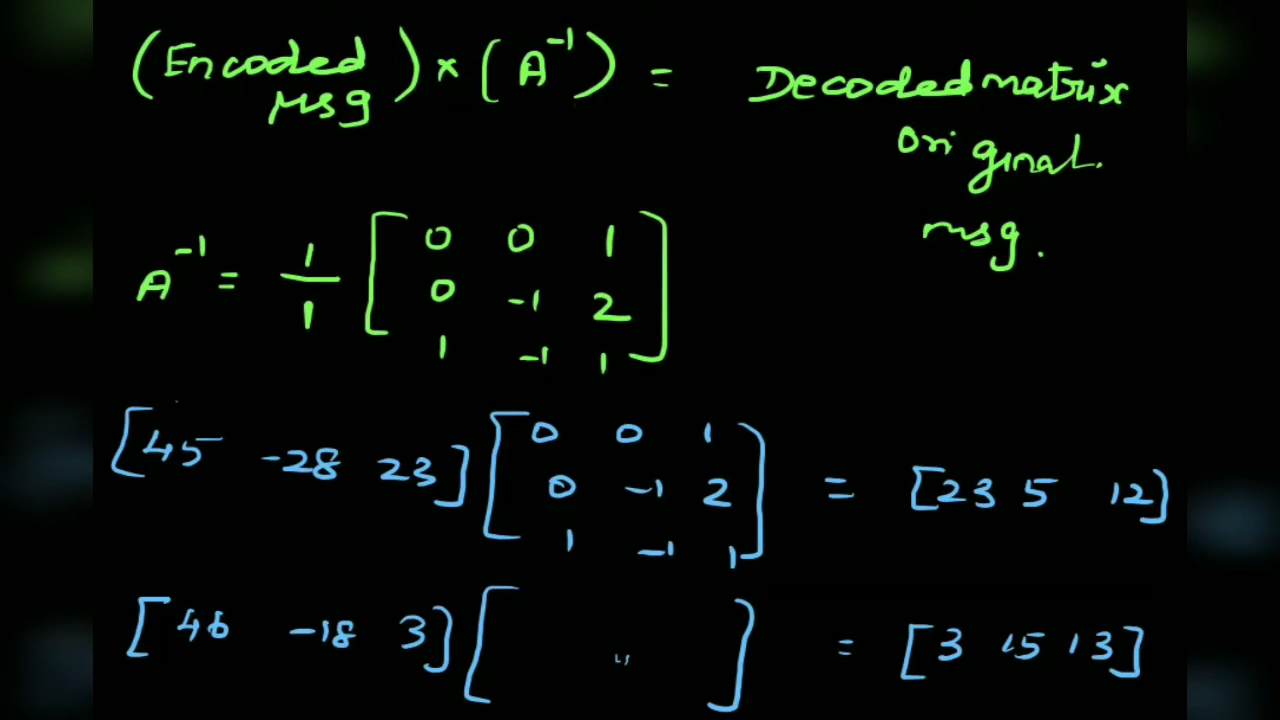 (Encoded msg) × (A⁻¹) = Decoded matrix
Original.
msg.
A⁻¹ = 1/1 [0 0 1
0 -1 2
1 -1 1]
[45 -28 23] [0 0 1
0 -1 2
1 -1 1] = [23 5 12]
[46 -18 3] [ " ] = [3 15 13]